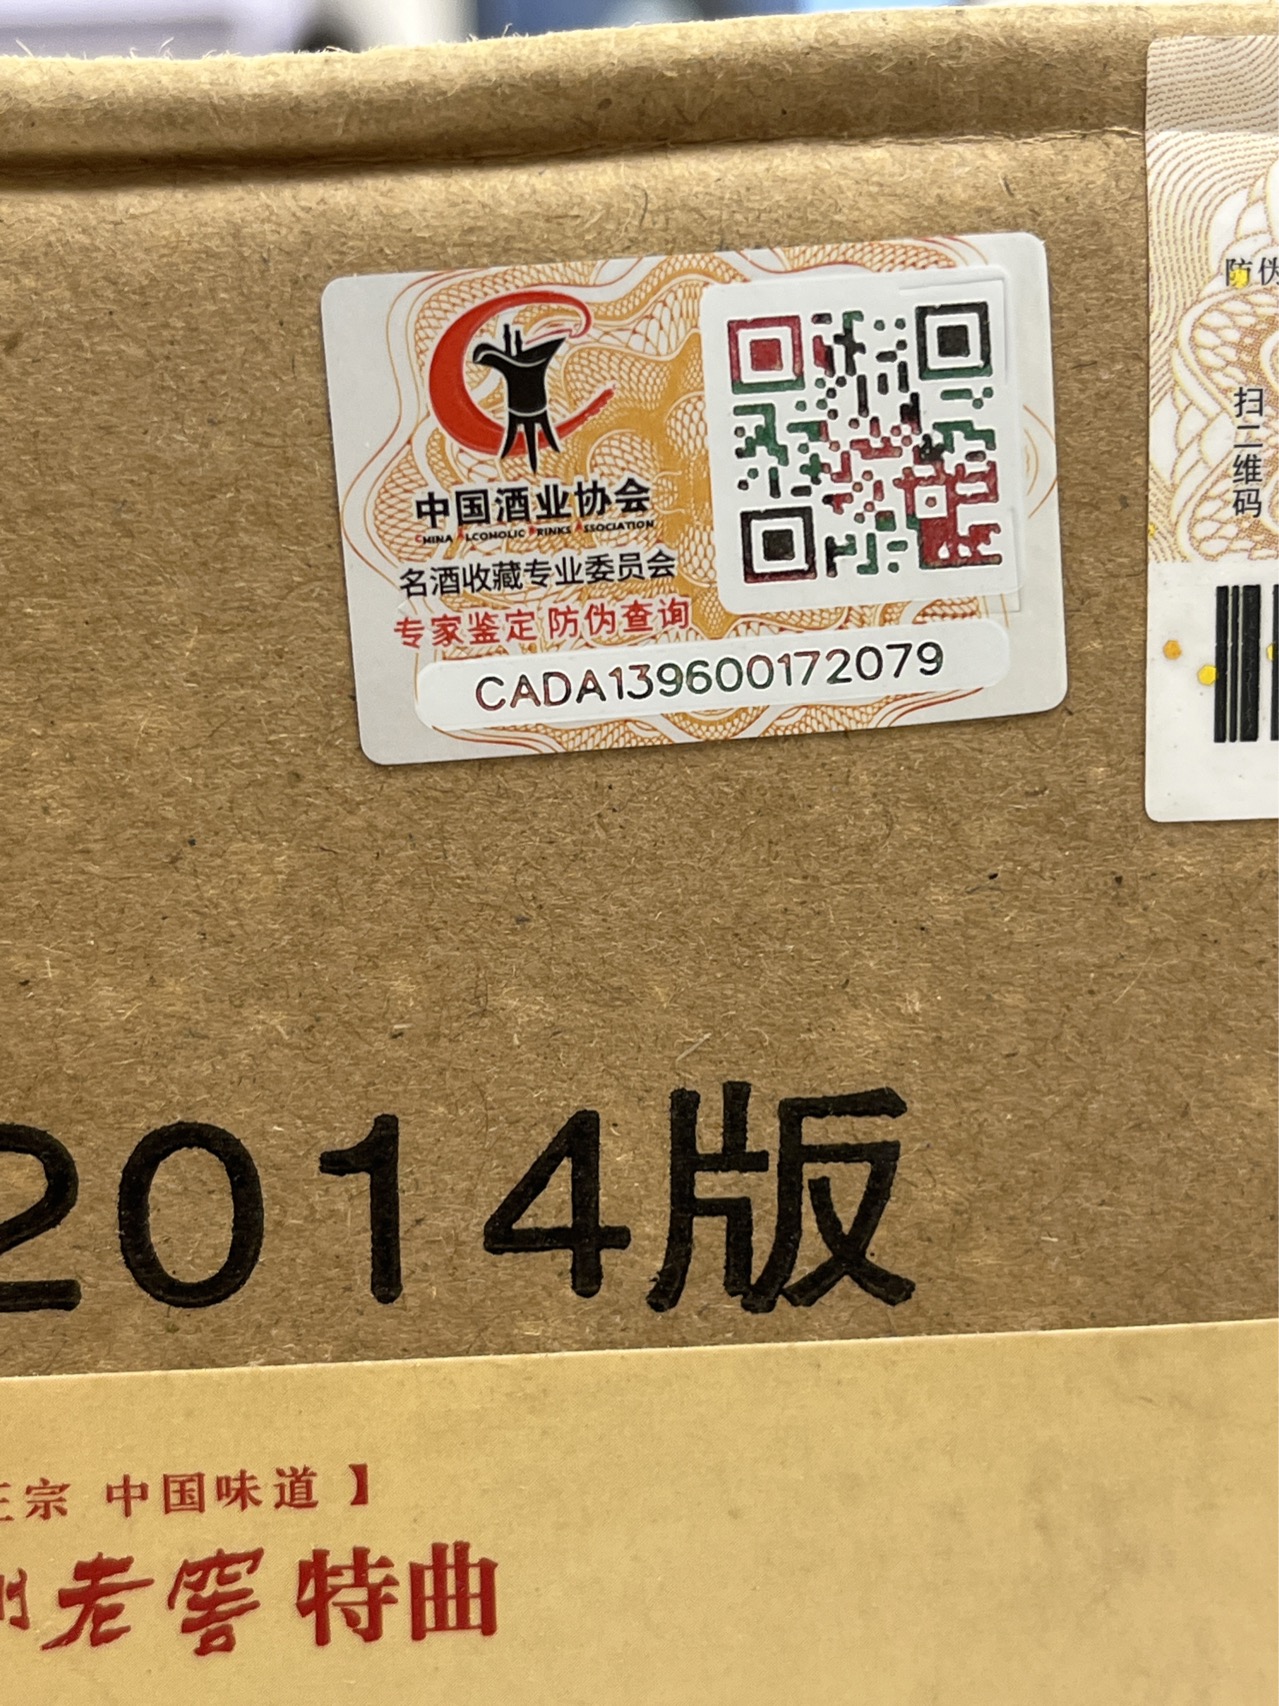 中国酒业协会
CHINA ALCOHOLIC DRINKS ASSOCIATION
名酒收藏专业委员会
专家鉴定 防伪查询
CADA139600172079
防伪
扫二维码
2014版
正宗 中国味道】
州老窖 特曲